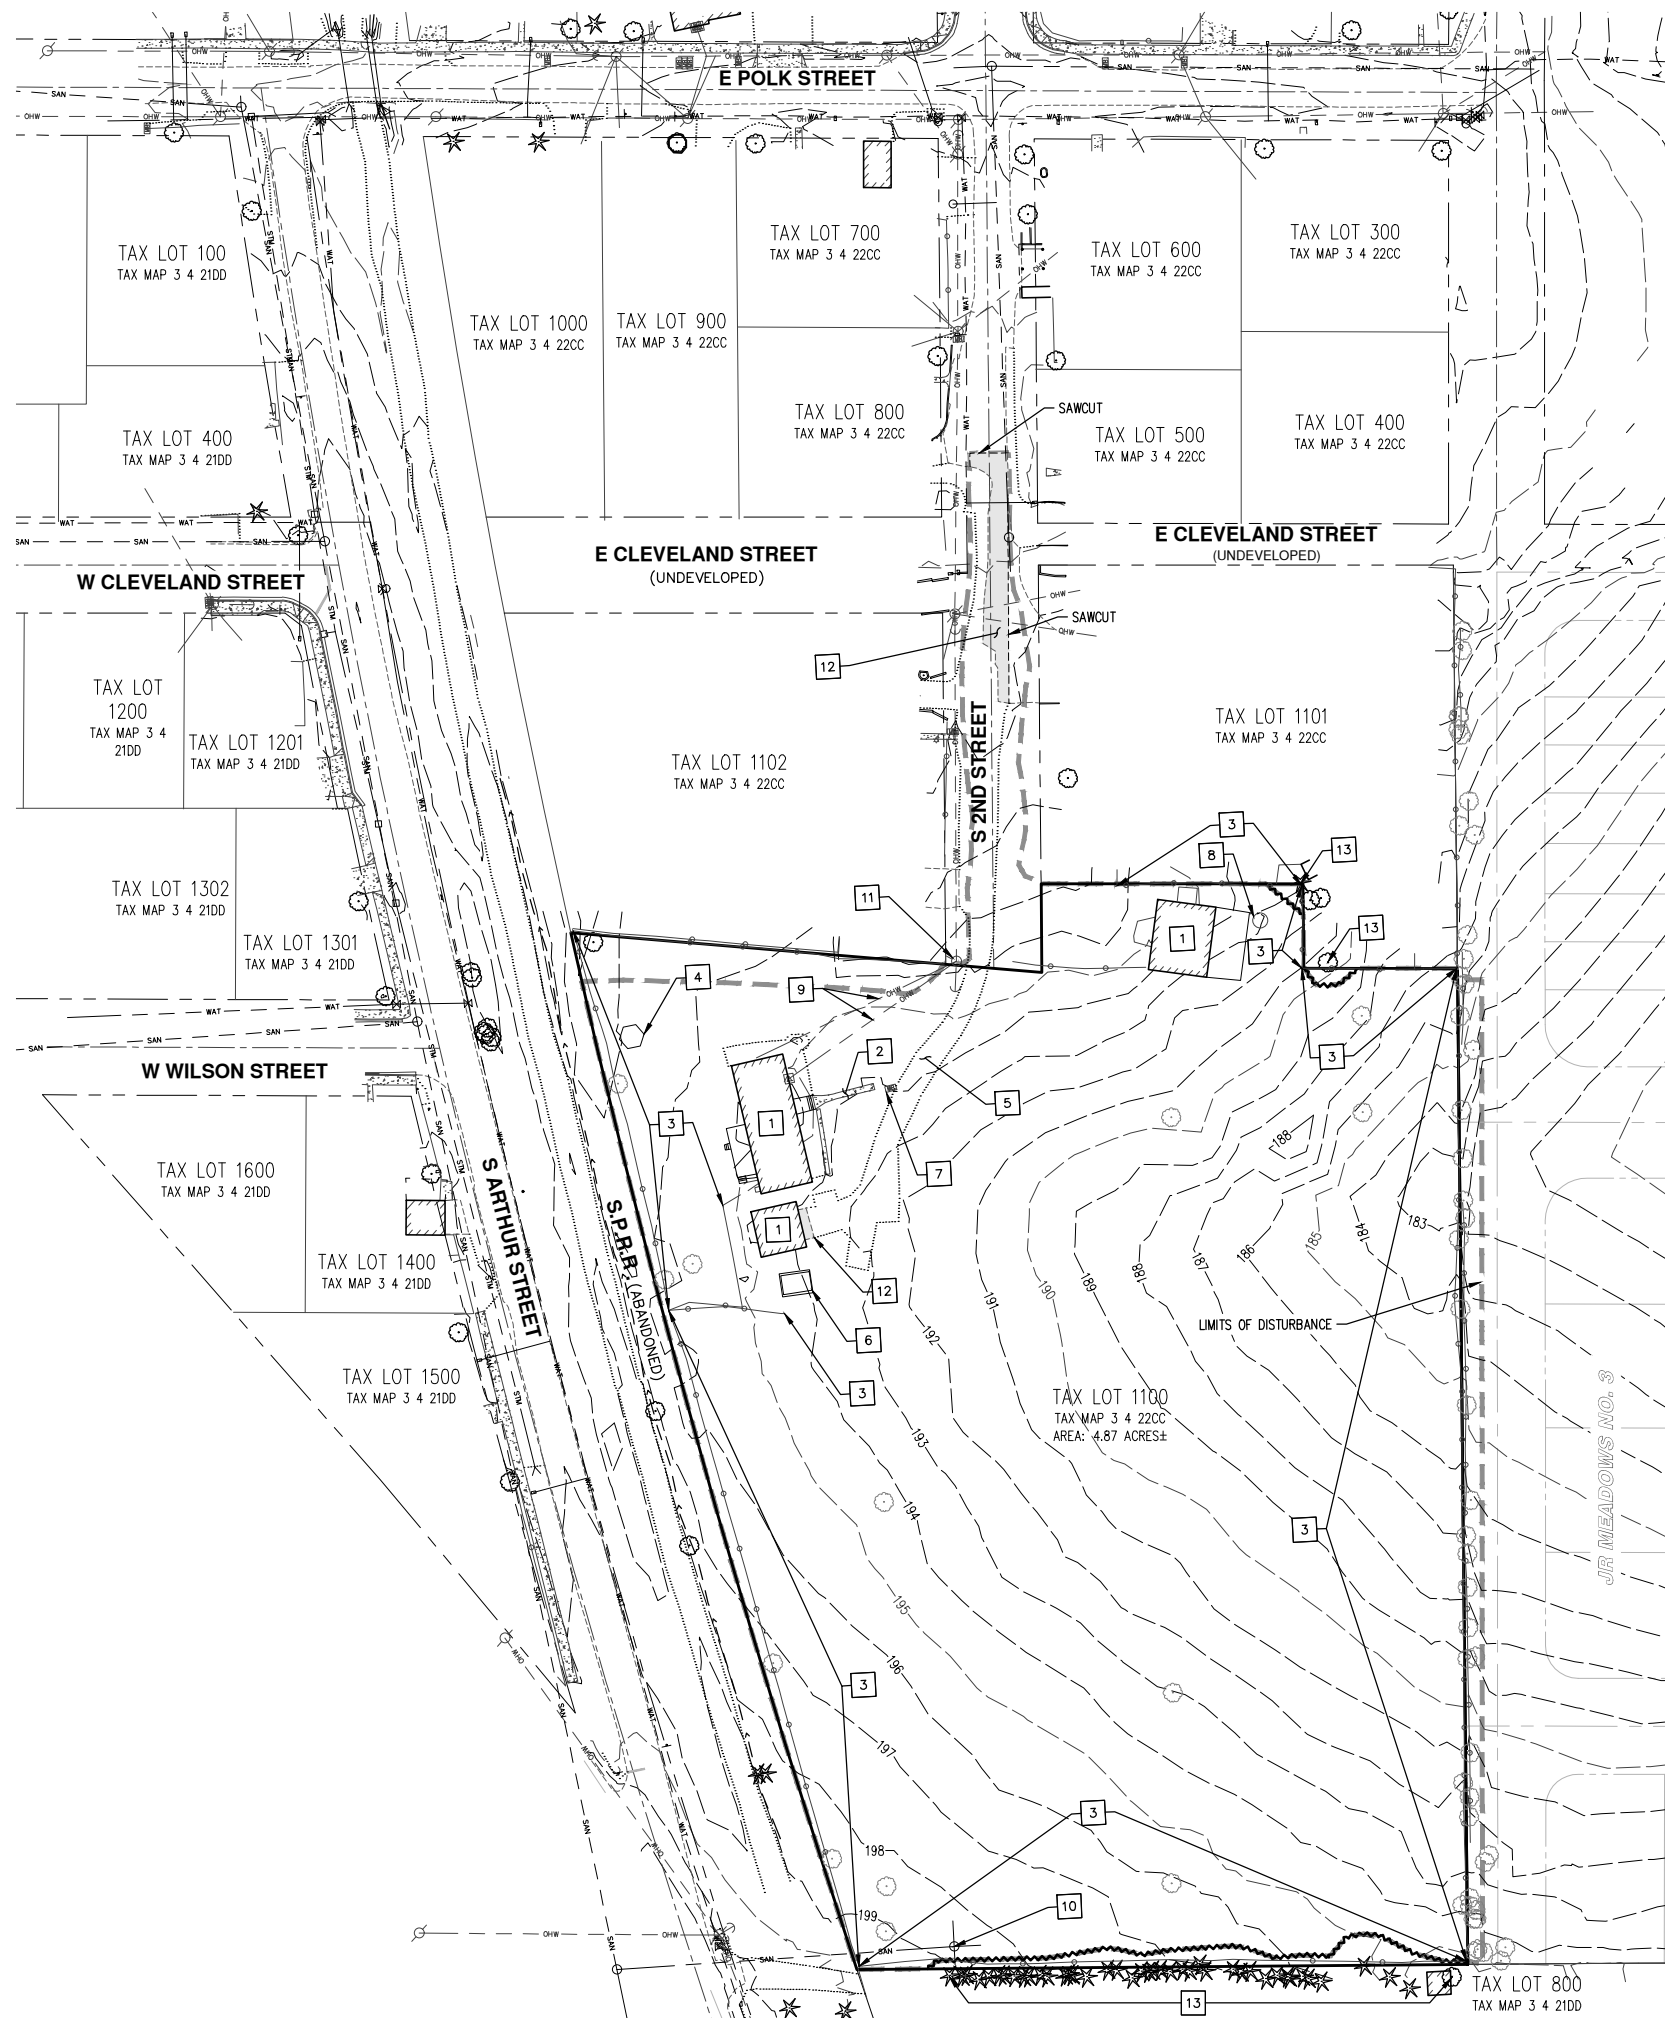 E POLK STREET
TAX LOT 100
TAX MAP 3 4 21DD
TAX LOT 700
TAX MAP 3 4 22CC
TAX LOT 600
TAX MAP 3 4 22CC
TAX LOT 300
TAX MAP 3 4 22CC
TAX LOT 1000
TAX MAP 3 4 22CC
TAX LOT 900
TAX MAP 3 4 22CC
TAX LOT 800
TAX MAP 3 4 22CC
SAWCUT
TAX LOT 500
TAX MAP 3 4 22CC
TAX LOT 400
TAX MAP 3 4 22CC
TAX LOT 400
TAX MAP 3 4 21DD
E CLEVELAND STREET
(UNDEVELOPED)
E CLEVELAND STREET
(UNDEVELOPED)
W CLEVELAND STREET
SAWCUT
12
TAX LOT
1200
TAX MAP 3 4
21DD
TAX LOT 1201
TAX MAP 3 4 21DD
TAX LOT 1102
TAX MAP 3 4 22CC
S 2ND STREET
TAX LOT 1101
TAX MAP 3 4 22CC
3
8
13
11
13
1
3
TAX LOT 1302
TAX MAP 3 4 21DD
TAX LOT 1301
TAX MAP 3 4 21DD
4
9
2
3
5
W WILSON STREET
3
1
7
188
TAX LOT 1600
TAX MAP 3 4 21DD
S ARTHUR STREET
S.P.R.R. (ABANDONED)
1
12
6
3
TAX LOT 1400
TAX MAP 3 4 21DD
192
191
190
189
188
187
186
185
184
183
LIMITS OF DISTURBANCE
TAX LOT 1500
TAX MAP 3 4 21DD
TAX LOT 1100
TAX MAP 3 4 22CC
AREA: 4.87 ACRES±
193
194
195
196
197
198
199
JR MEADOWS NO. 3
3
3
3
10
13
TAX LOT 800
TAX MAP 3 4 21DD
OHW
SAN
WAT
STM